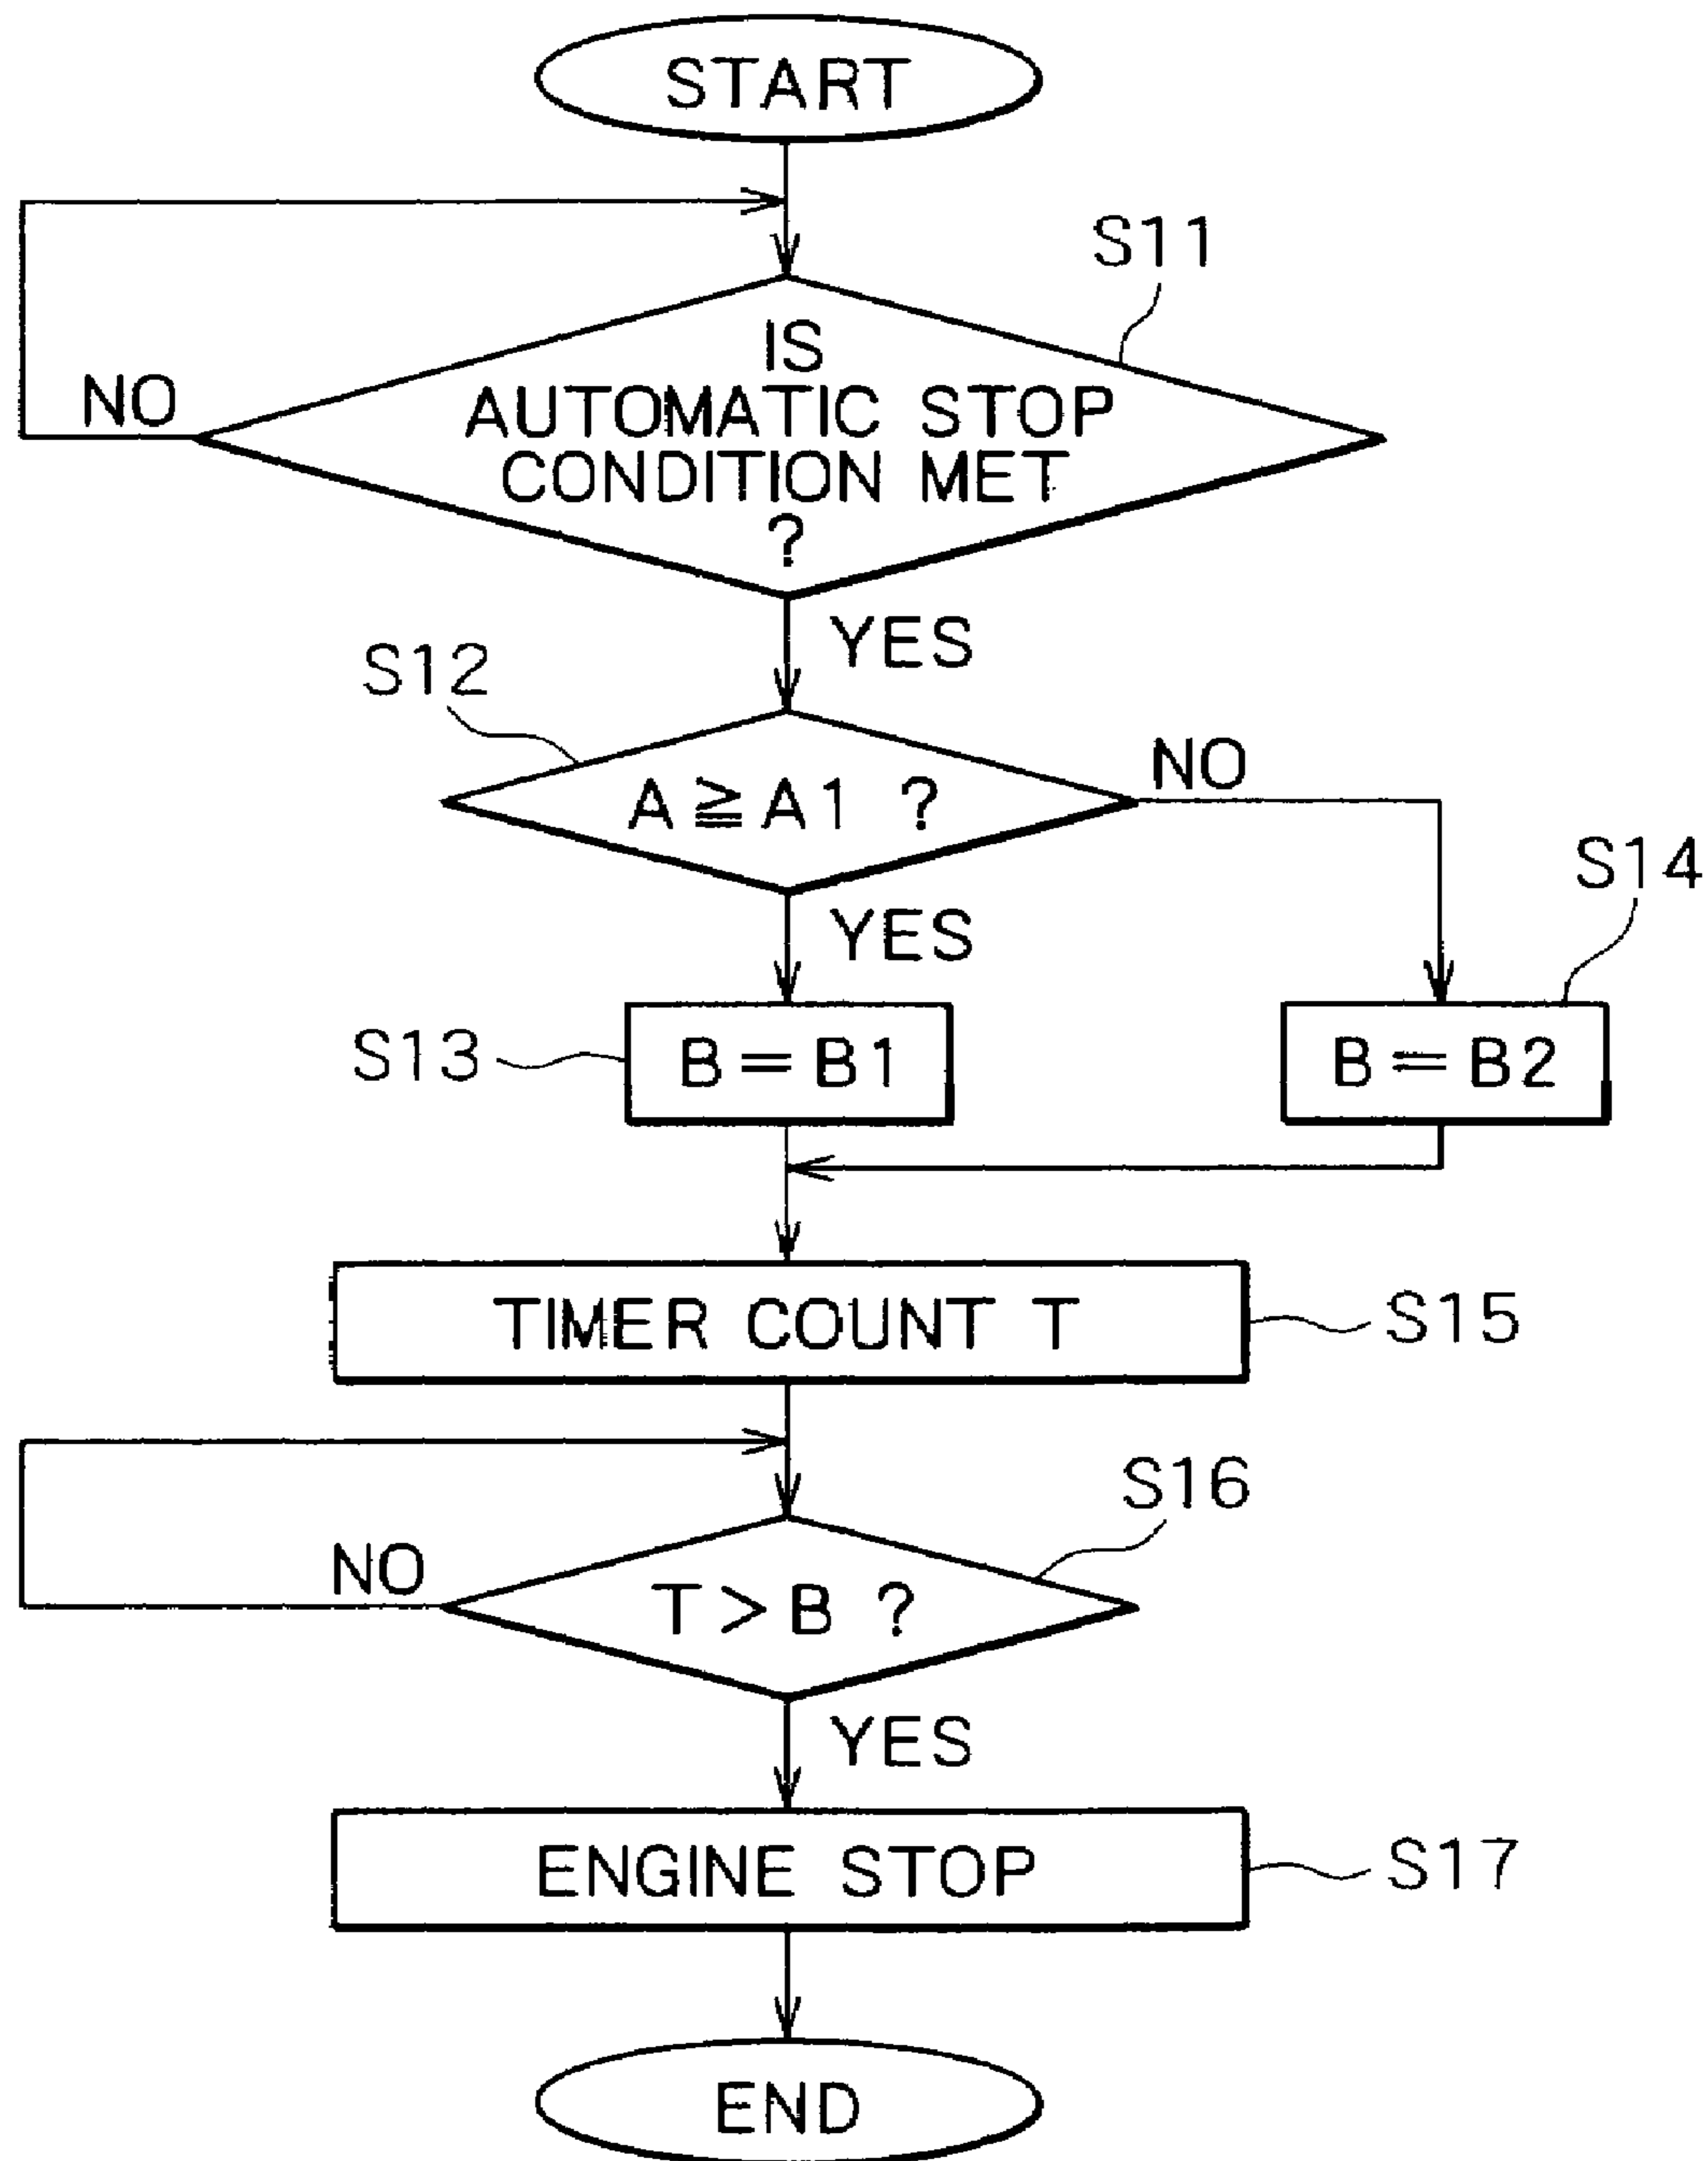 START
S11
IS
AUTOMATIC STOP
CONDITION MET
?
NO
YES
S12
A ≧ A1 ?
NO
YES
S14
S13
B = B1
B = B2
TIMER COUNT T
S15
S16
NO
T > B ?
YES
ENGINE STOP
S17
END